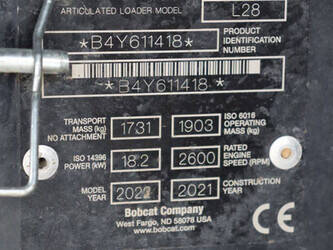 ARTICULATED LOADER MODEL L28
*B4Y611418* PRODUCT IDENTIFICATION NUMBER
*B4Y611418*
TRANSPORT MASS (kg) NO ATTACHMENT 1731 1903 ISO 6016 OPERATING MASS (kg)
ISO 14396 POWER (kW) 18.2 2600 RATED ENGINE SPEED (RPM)
MODEL YEAR 2022 2021 CONSTRUCTION YEAR
Bobcat Company
West Fargo, ND 58078 USA
www.bobcat.com
CE